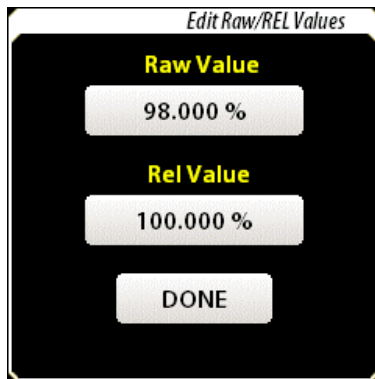 Edit Raw/REL Values
Raw Value
98.000 %
Rel Value
100.000 %
DONE